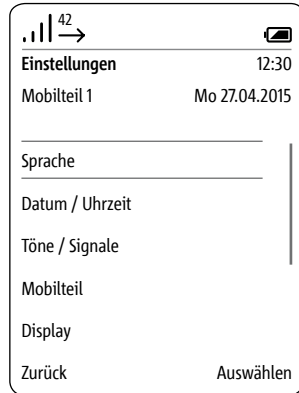 42
Einstellungen 12:30
Mobilteil 1 Mo 27.04.2015
Sprache
Datum / Uhrzeit
Töne / Signale
Mobilteil
Display
Zurück Auswählen